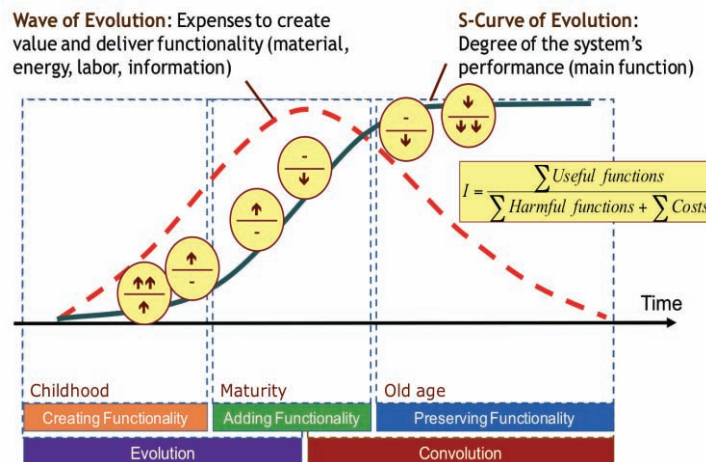 Wave of Evolution: Expenses to create
value and deliver functionality (material,
energy, labor, information)
S-Curve of Evolution:
Degree of the system's
performance (main function)
-
↓
↓
↓↓
-
↓
I = ∑ Useful functions / ∑ Harmful functions + ∑ Costs
↑
-
↑
-
↑↑
↑
Time
Childhood
Maturity
Old age
Creating Functionality
Adding Functionality
Preserving Functionality
Evolution
Convolution